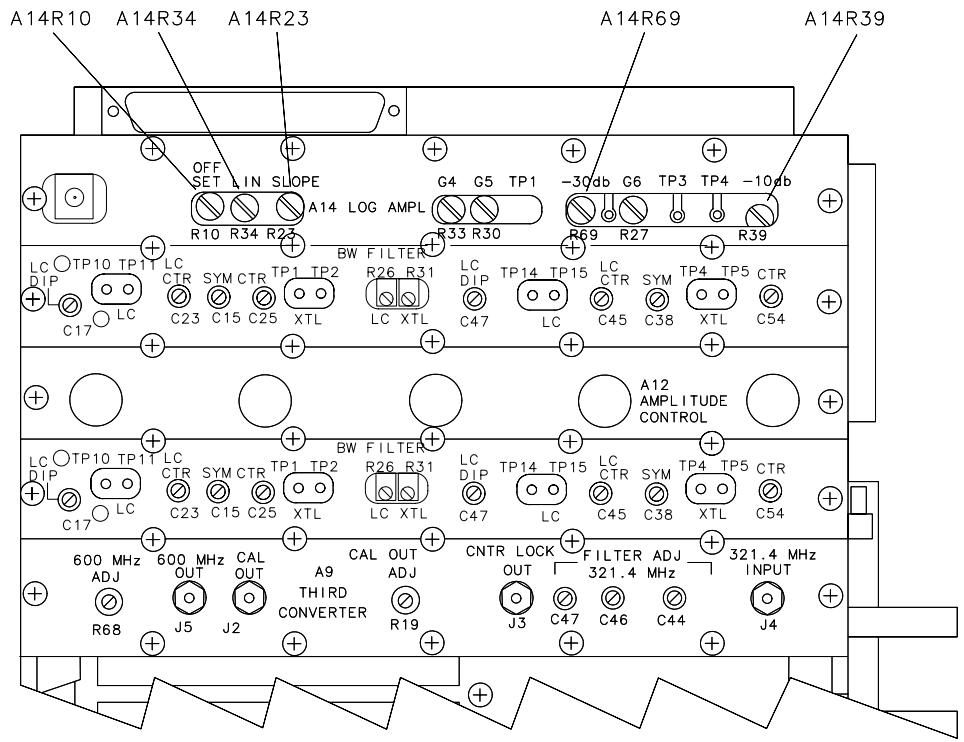 A14R10 A14R34 A14R23 A14R69 A14R39
OFF
SET LIN SLOPE G4 G5 TP1 -30db G6 TP3 TP4 -10db
A14 LOG AMPL
R10 R34 R23 R33 R30 R69 R27 R39
BW FILTER
LC TP10 TP11 LC TP1 TP2 R26 R31 LC TP14 TP15 LC TP4 TP5 CTR
DIP CTR SYM CTR DIP CTR SYM
C17 LC C23 C15 C25 XTL LC XTL C47 LC C45 C38 XTL C54
A12
AMPLITUDE
CONTROL
BW FILTER
LC TP10 TP11 LC TP1 TP2 R26 R31 LC TP14 TP15 LC TP4 TP5 CTR
DIP CTR SYM CTR DIP CTR SYM
C17 LC C23 C15 C25 XTL LC XTL C47 LC C45 C38 XTL C54
600 MHz 600 MHz CAL A9 CAL OUT CNTR LOCK FILTER ADJ 321.4 MHz
ADJ OUT OUT THIRD ADJ OUT 321.4 MHz INPUT
CONVERTER
R68 J5 J2 R19 J3 C47 C46 C44 J4